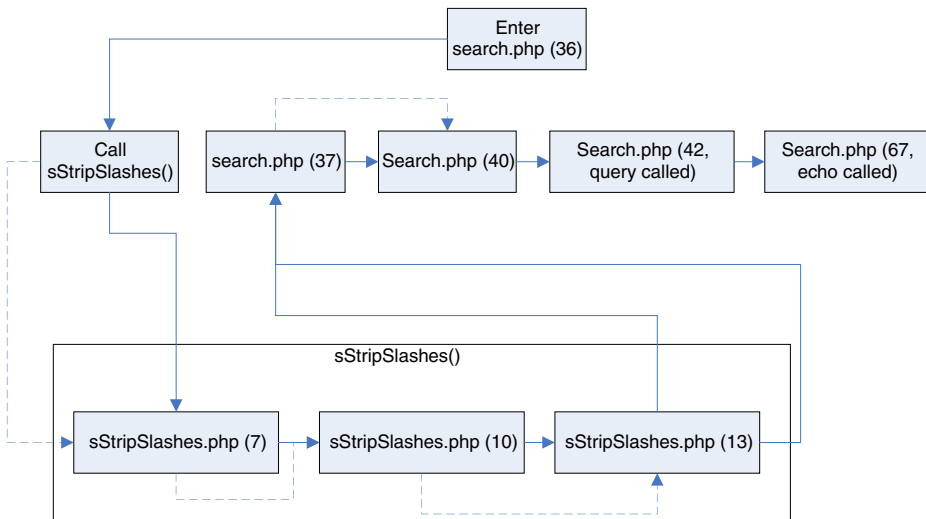 Enter
search.php (36)
Call
sStripSlashes()
search.php (37)
Search.php (40)
Search.php (42,
query called)
Search.php (67,
echo called)
sStripSlashes()
sStripSlashes.php (7)
sStripSlashes.php (10)
sStripSlashes.php (13)